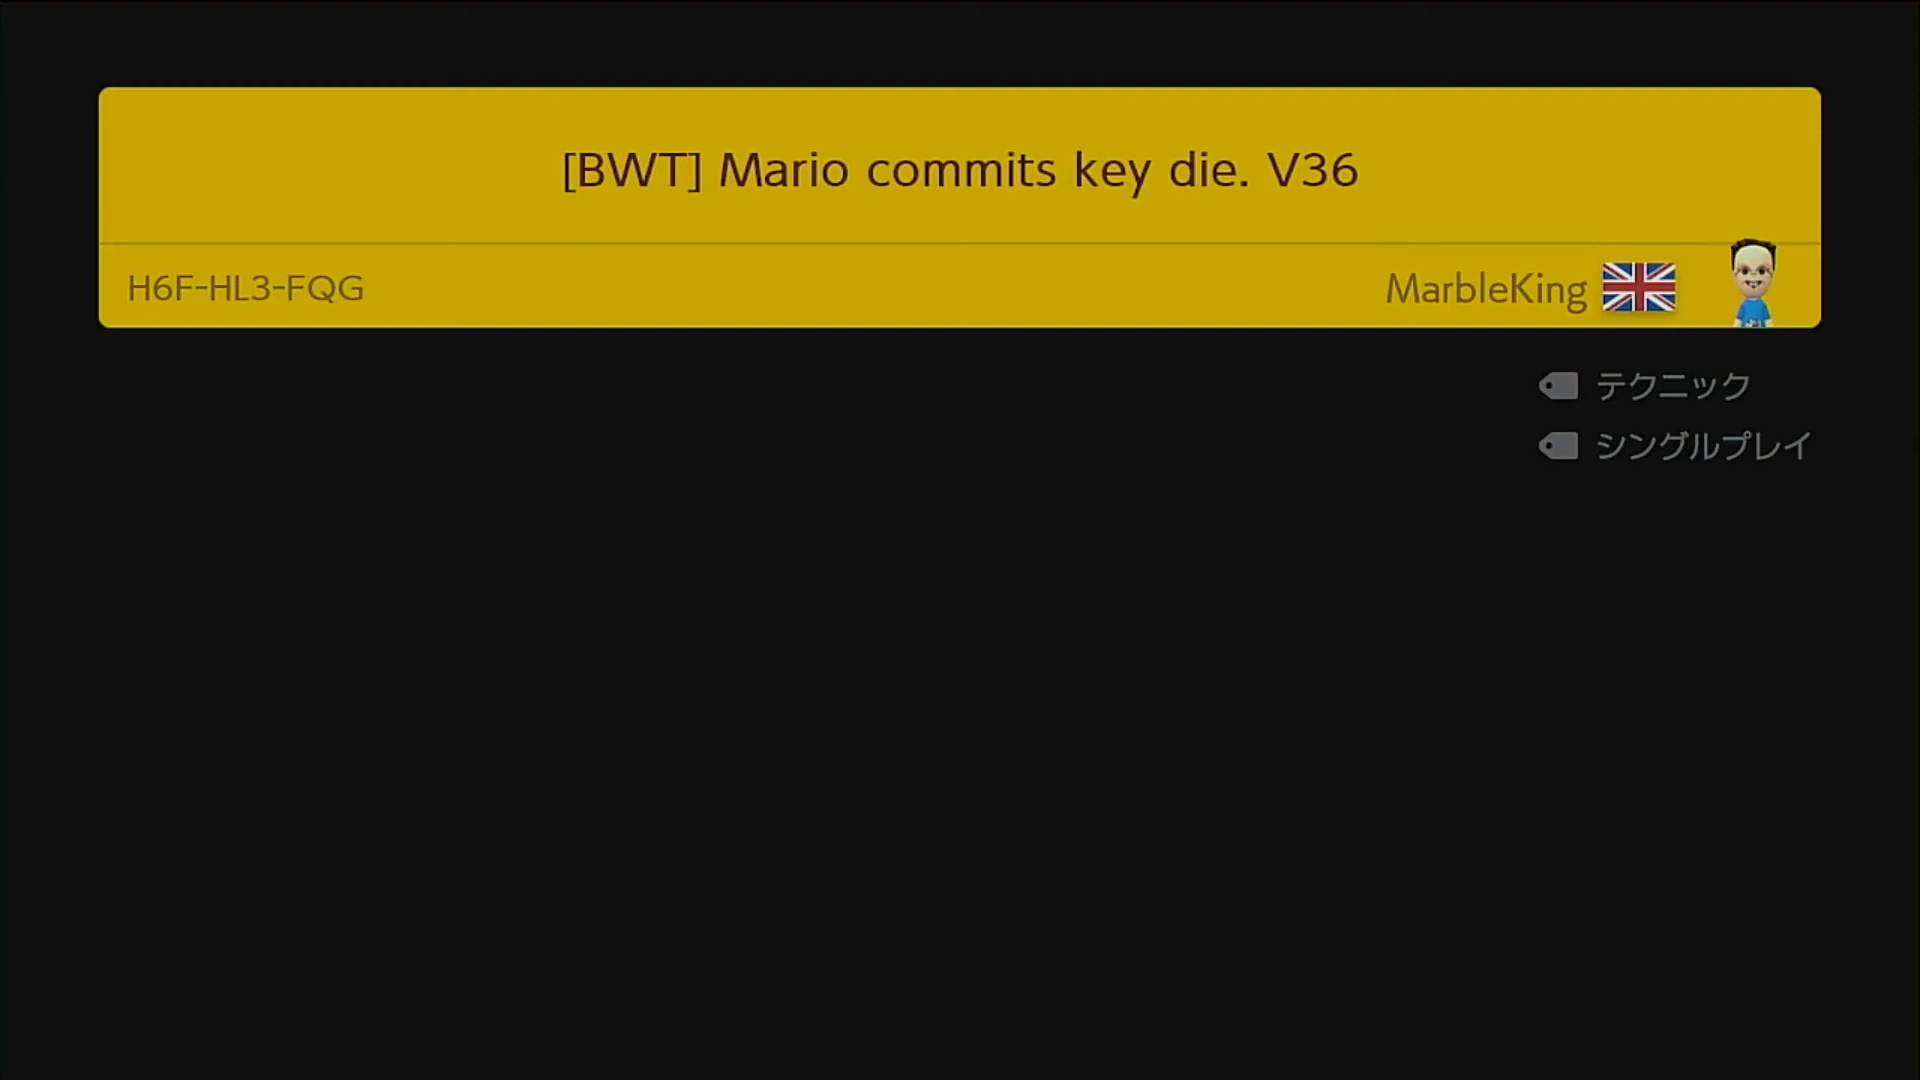 [BWT] Mario commits key die. V36
H6F-HL3-FQG
MarbleKing
テクニック
シングルプレイ